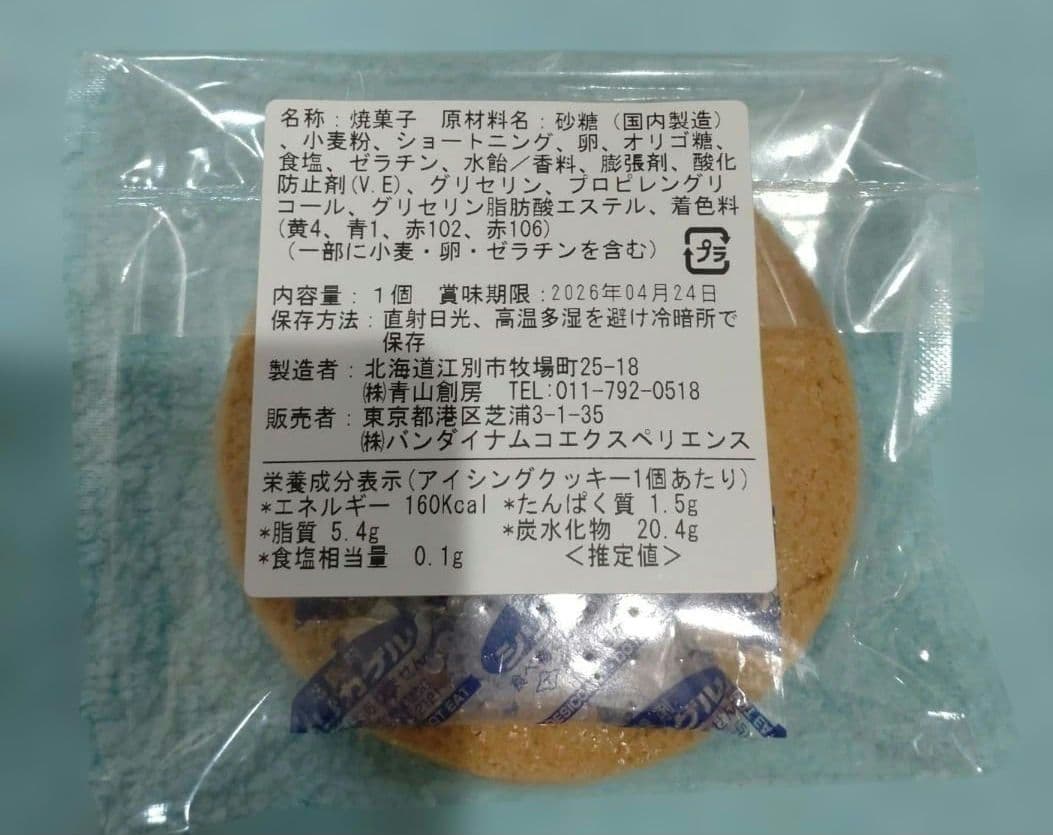 名称：焼菓子　原材料名：砂糖（国内製造）
、小麦粉、ショートニング、卵、オリゴ糖、
食塩、ゼラチン、水飴／香料、膨張剤、酸化
防止剤(V.E)、グリセリン、プロピレングリ
コール、グリセリン脂肪酸エステル、着色料
(黄4、青1、赤102、赤106)
（一部に小麦・卵・ゼラチンを含む）
プラ
内容量：１個　賞味期限：2026年04月24日
保存方法：直射日光、高温多湿を避け冷暗所で
保存
製造者：北海道江別市牧場町25-18
㈱青山創房　TEL:011-792-0518
販売者：東京都港区芝浦3-1-35
㈱バンダイナムコエクスペリエンス
栄養成分表示(アイシングクッキー1個あたり)
*エネルギー 160Kcal *たんぱく質 1.5g
*脂質 5.4g　*炭水化物 20.4g
*食塩相当量 0.1g　＜推定値＞